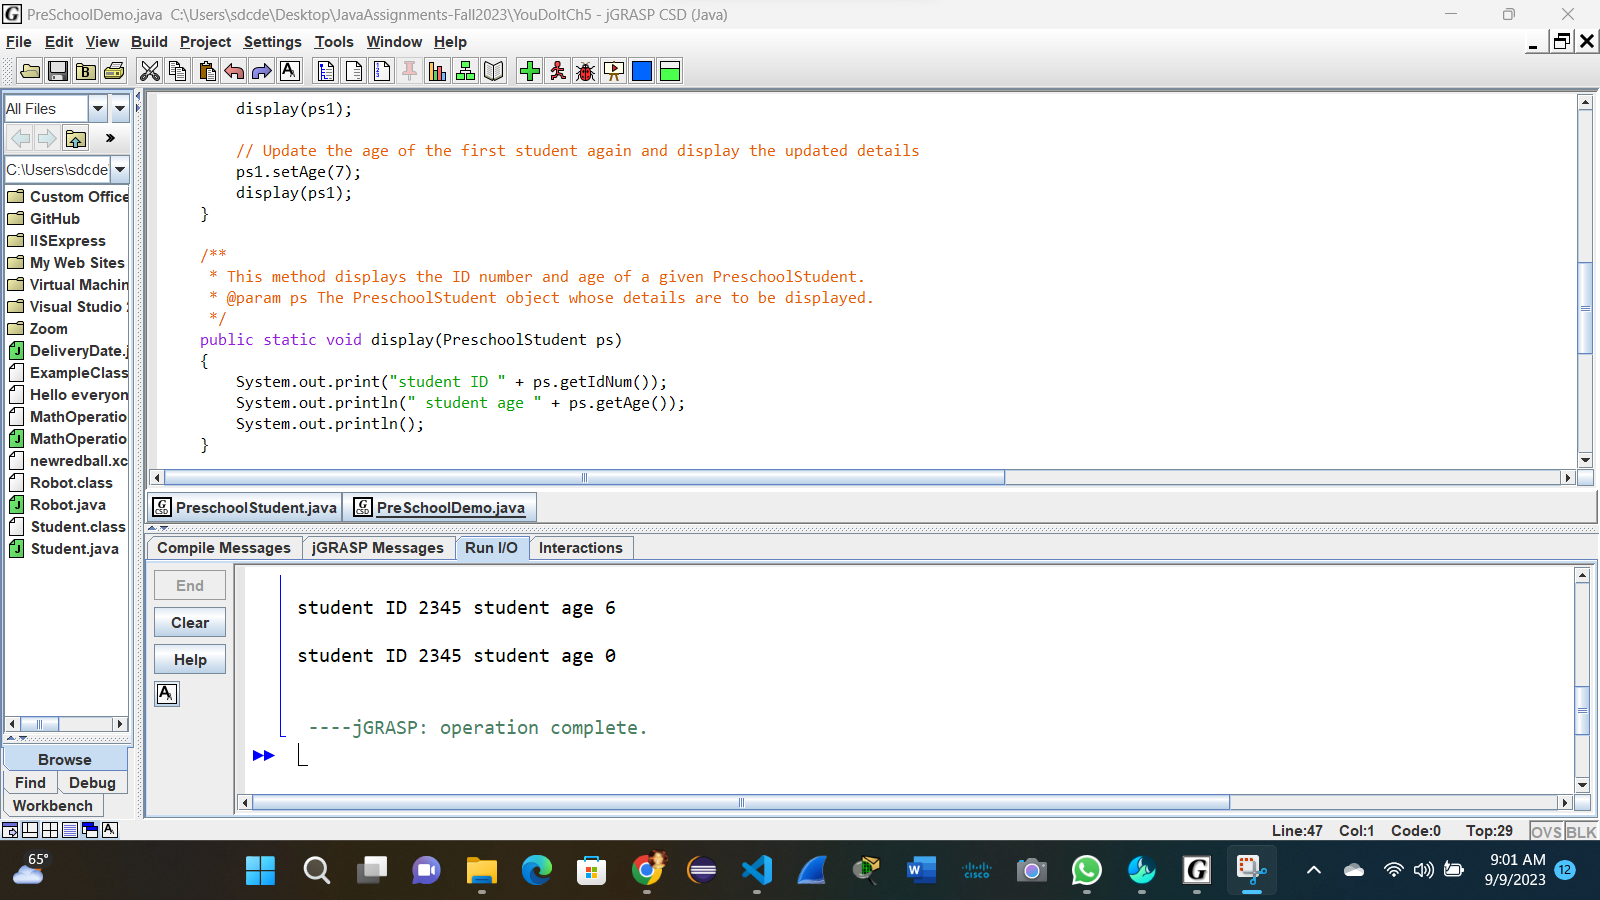 PreSchoolDemo.java  C:\Users\sdcde\Desktop\JavaAssignments-Fall2023\YouDoItCh5 - jGRASP CSD (Java)
File Edit View Build Project Settings Tools Window Help
All Files
C:\Users\sdcde
Custom Office
GitHub
IISExpress
My Web Sites
Virtual Machin
Visual Studio
Zoom
DeliveryDate.j
ExampleClass
Hello everyon
MathOperatio
MathOperatio
newredball.xc
Robot.class
Robot.java
Student.class
Student.java
Browse
Find Debug
Workbench
display(ps1);
// Update the age of the first student again and display the updated details
ps1.setAge(7);
display(ps1);
}
/**
* This method displays the ID number and age of a given PreschoolStudent.
* @param ps The PreschoolStudent object whose details are to be displayed.
*/
public static void display(PreschoolStudent ps)
{
System.out.print("student ID " + ps.getIdNum());
System.out.println(" student age " + ps.getAge());
System.out.println();
}
PreschoolStudent.java PreSchoolDemo.java
Compile Messages jGRASP Messages Run I/O Interactions
End
Clear
Help
student ID 2345 student age 6
student ID 2345 student age 0
----jGRASP: operation complete.
Line:47 Col:1 Code:0 Top:29 OVS BLK
65°
cisco
9:01 AM
9/9/2023
12